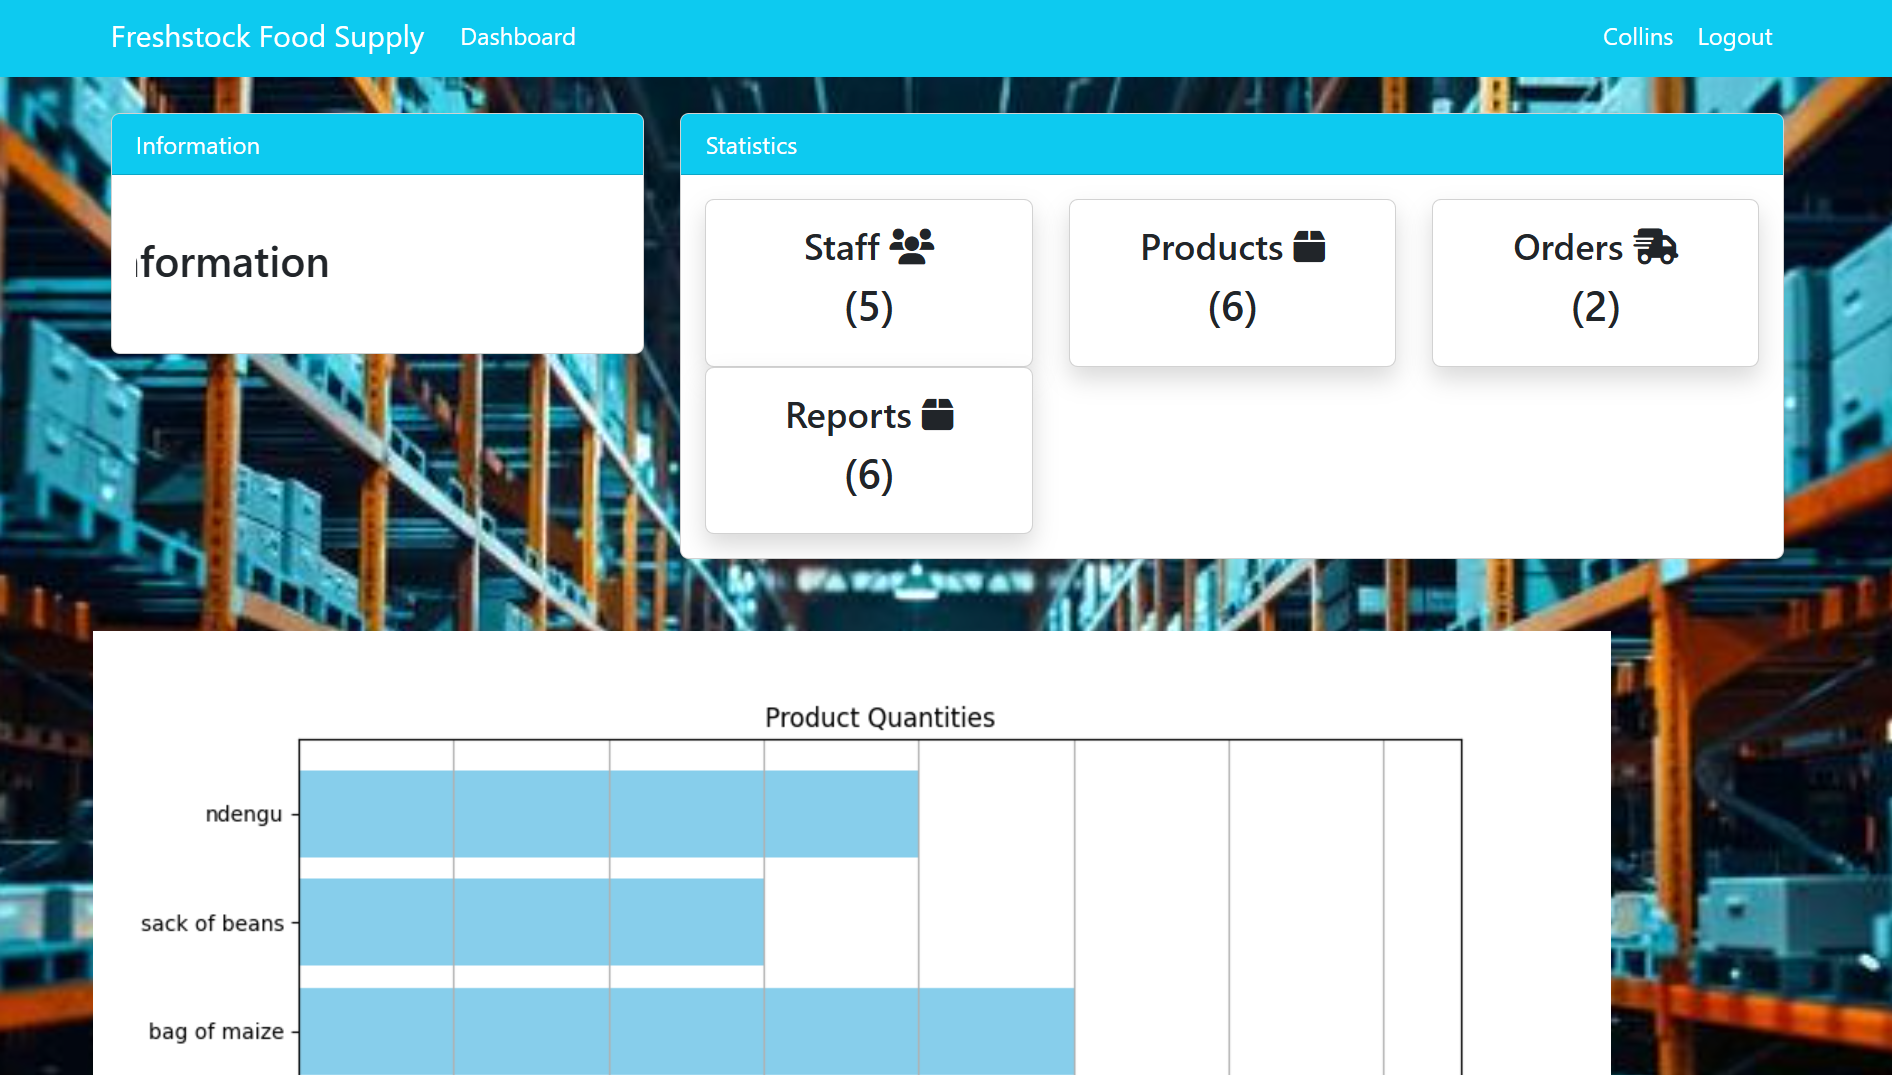 Freshstock Food Supply Dashboard Collins Logout
Information
formation
Statistics
Staff
(5)
Products
(6)
Orders
(2)
Reports
(6)
Product Quantities
ndengu
sack of beans
bag of maize